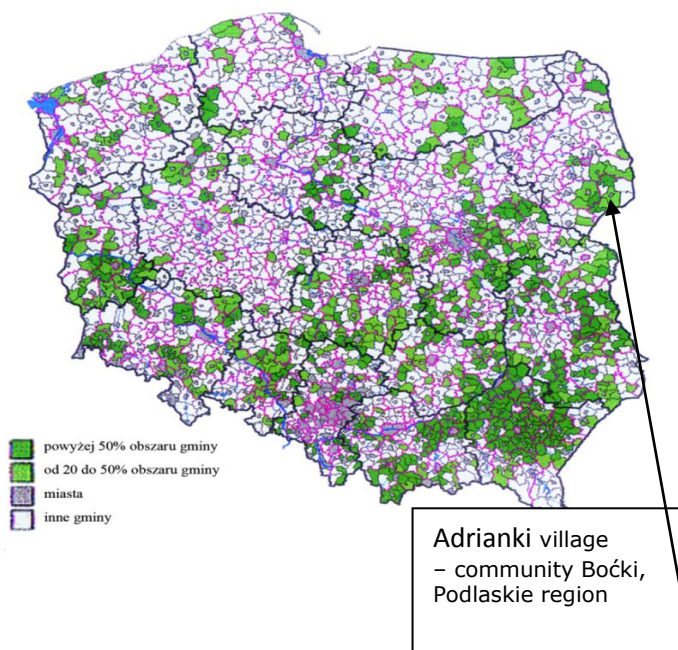 powyżej 50% obszaru gminy
od 20 do 50% obszaru gminy
miasta
inne gminy
Adrianki village
– community Boćki,
Podlaskie region